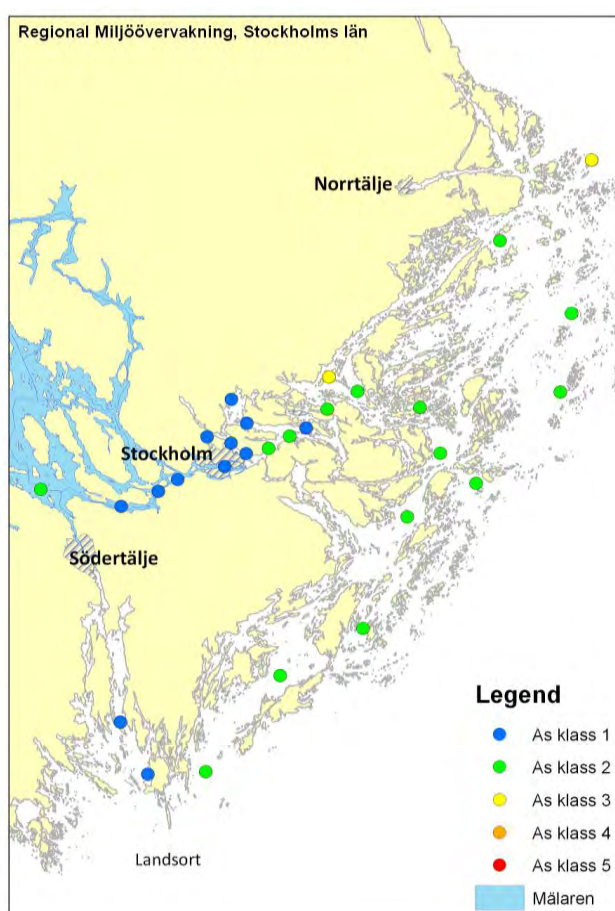 Regional Miljöövervakning, Stockholms län
Norrtälje
Stockholm
Södertälje
Landsort
Legend
As klass 1
As klass 2
As klass 3
As klass 4
As klass 5
Mälaren